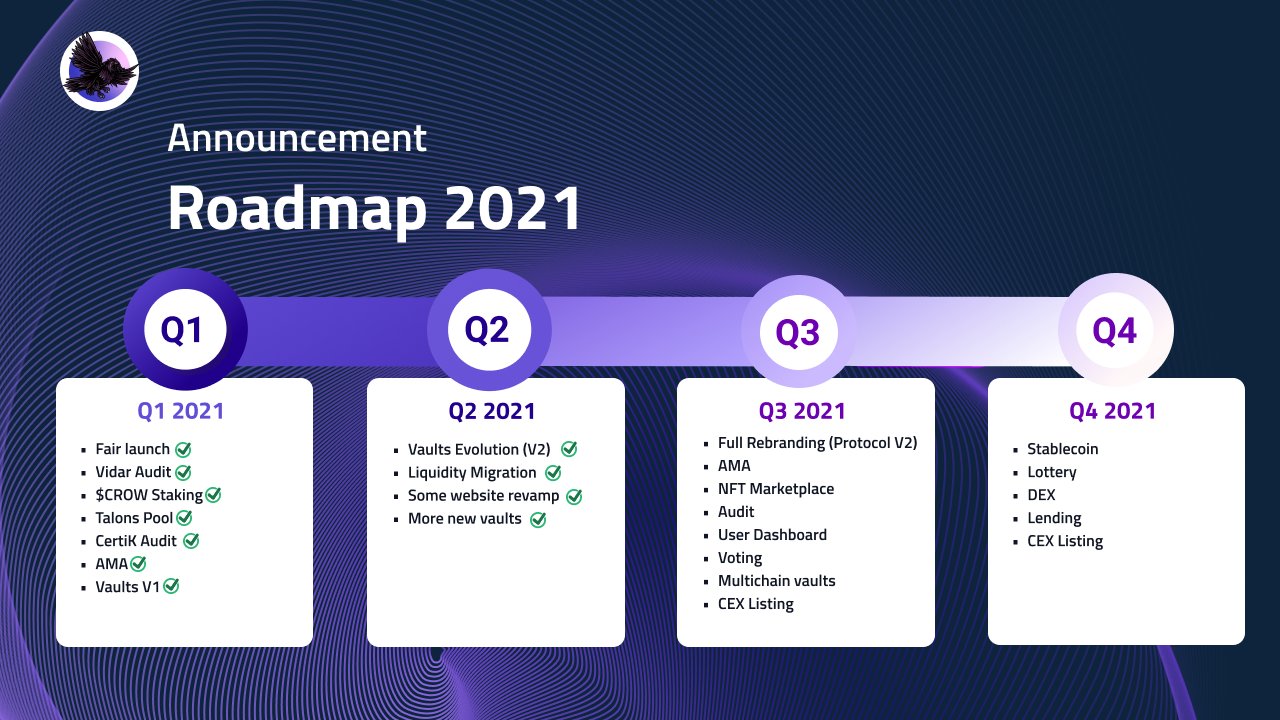 Announcement
Roadmap 2021
Q1
Q2
Q3
Q4
Q1 2021
Fair launch
Vidar Audit
$CROW Staking
Talons Pool
CertiK Audit
AMA
Vaults V1
Q2 2021
Vaults Evolution (V2)
Liquidity Migration
Some website revamp
More new vaults
Q3 2021
Full Rebranding (Protocol V2)
AMA
NFT Marketplace
Audit
User Dashboard
Voting
Multichain vaults
CEX Listing
Q4 2021
Stablecoin
Lottery
DEX
Lending
CEX Listing